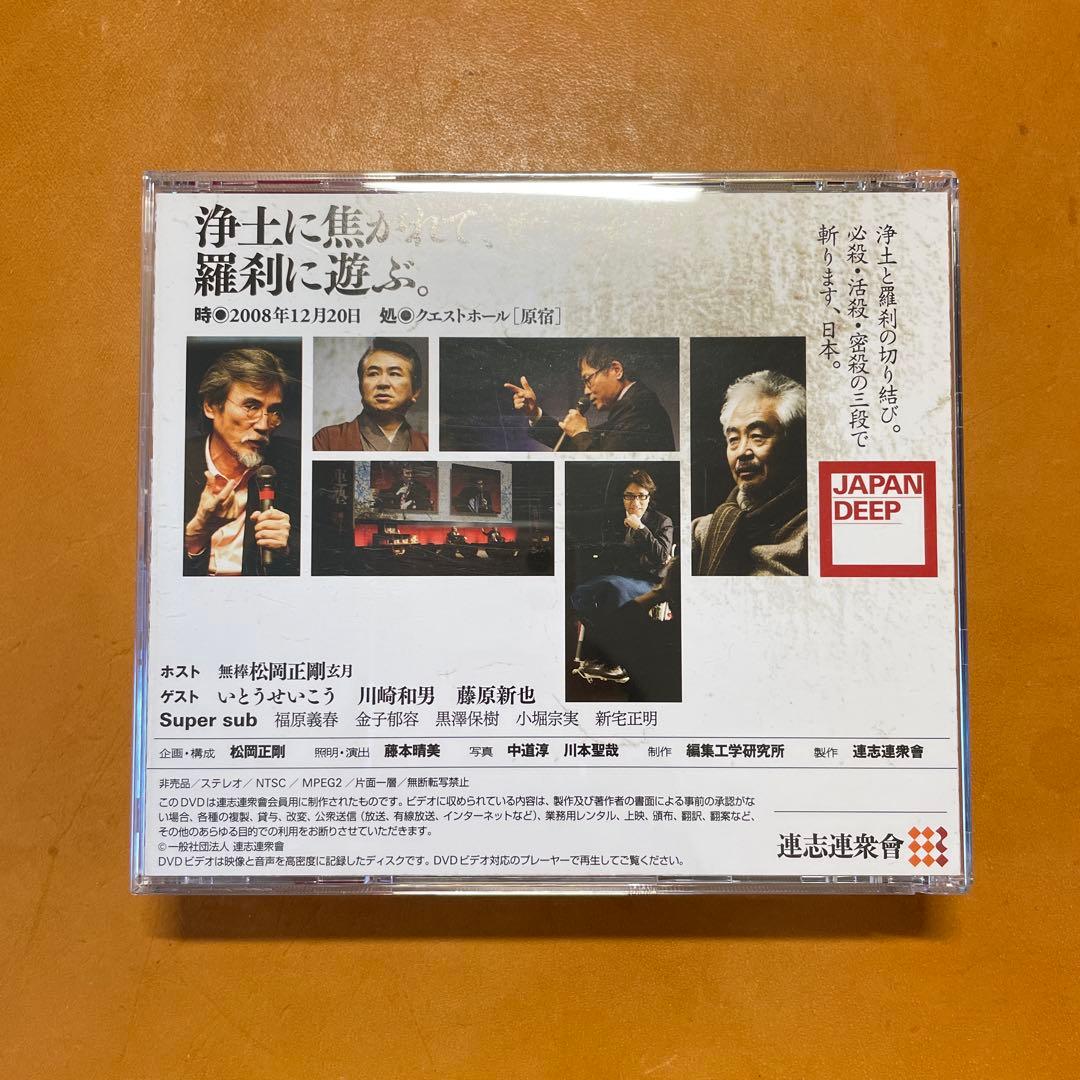 浄土に焦がれて、
羅刹に遊ぶ。
時◉2008年12月20日 処◉クエストホール［原宿］
浄土と羅刹の切り結び。
必殺・活殺・密殺の三段で
斬ります、日本。
JAPAN
DEEP
ホスト 無棒松岡正剛玄月
ゲスト いとうせいこう 川崎和男 藤原新也
Super sub 福原義春 金子郁容 黒澤保樹 小堀宗実 新宅正明
企画・構成 松岡正剛 照明・演出 藤本晴美 写真 中道淳 川本聖哉 制作 編集工学研究所 製作 連志連衆會
非売品／ステレオ／NTSC／MPEG2／片面一層／無断転写禁止
このDVDは連志連衆會会員用に制作されたものです。ビデオに収められている内容は、製作及び著作者の書面による事前の承認がな
い場合、各種の複製、貸与、改変、公衆送信（放送、有線放送、インターネットなど）、業務用レンタル、上映、頒布、翻訳、翻案など、
その他のあらゆる目的での利用をお断りさせていただきます。
©一般社団法人 連志連衆會
DVDビデオは映像と音声を高密度に記録したディスクです。DVDビデオ対応のプレーヤーで再生してご覧ください。
連志連衆會